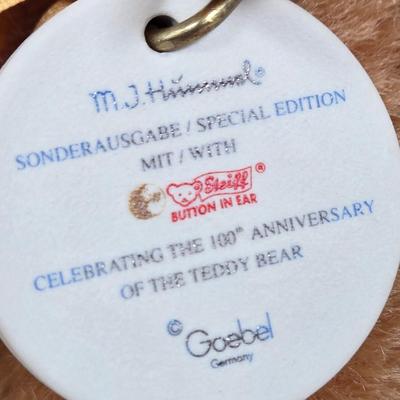 M.J.Hummel®
SONDERAUSGABE / SPECIAL EDITION
MIT / WITH
Steiff®
BUTTON IN EAR
CELEBRATING THE 100th ANNIVERSARY
OF THE TEDDY BEAR
© Goebel
Germany